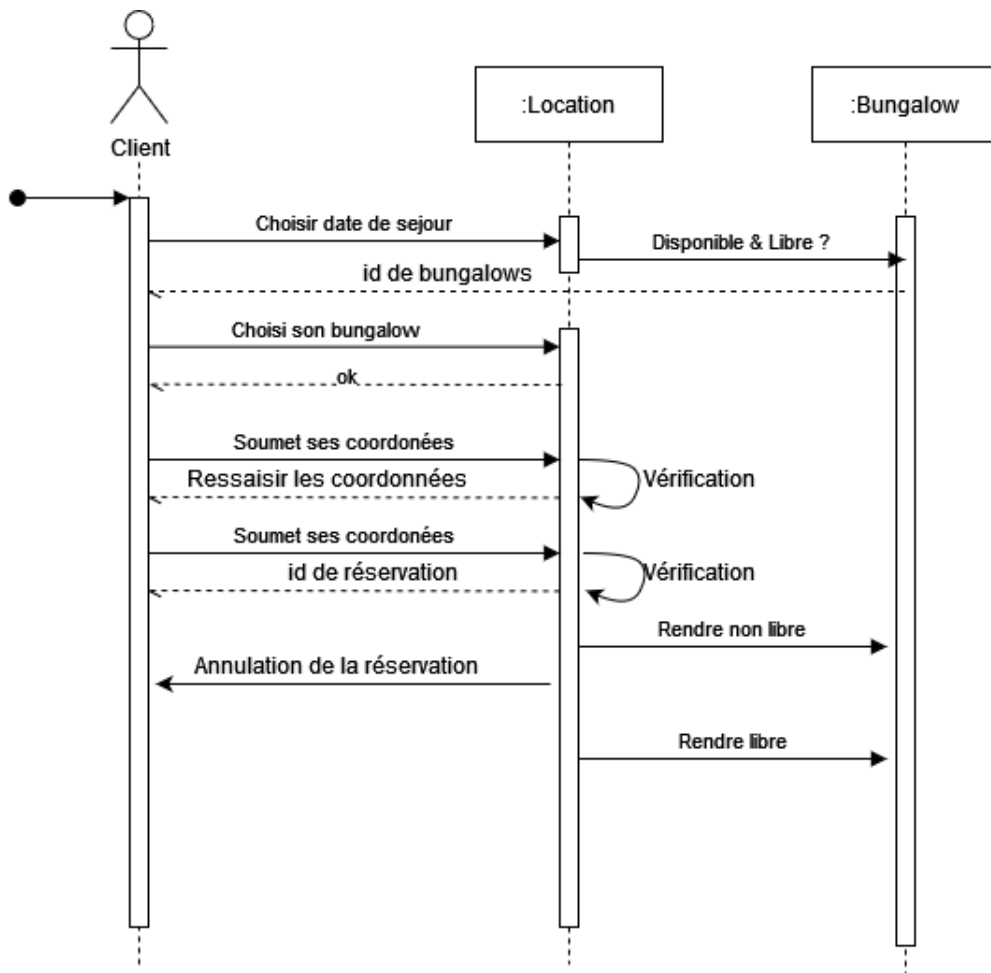 Client
:Location
:Bungalow
Choisir date de sejour
Disponible & Libre ?
id de bungalows
Choisi son bungalow
ok
Soumet ses coordonées
Ressaisir les coordonnées
Vérification
Soumet ses coordonées
id de réservation
Vérification
Rendre non libre
Annulation de la réservation
Rendre libre